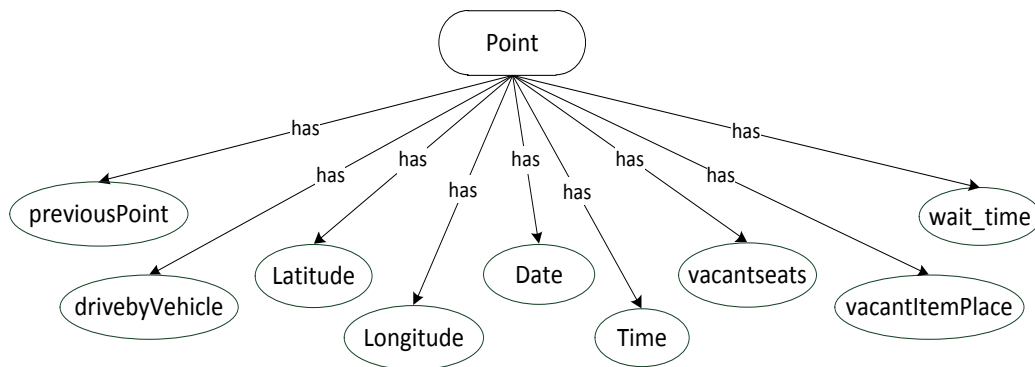 Point
has
has
has
has
has
has
has
has
has
previousPoint
drivebyVehicle
Latitude
Longitude
Date
Time
vacantseats
vacantItemPlace
wait_time